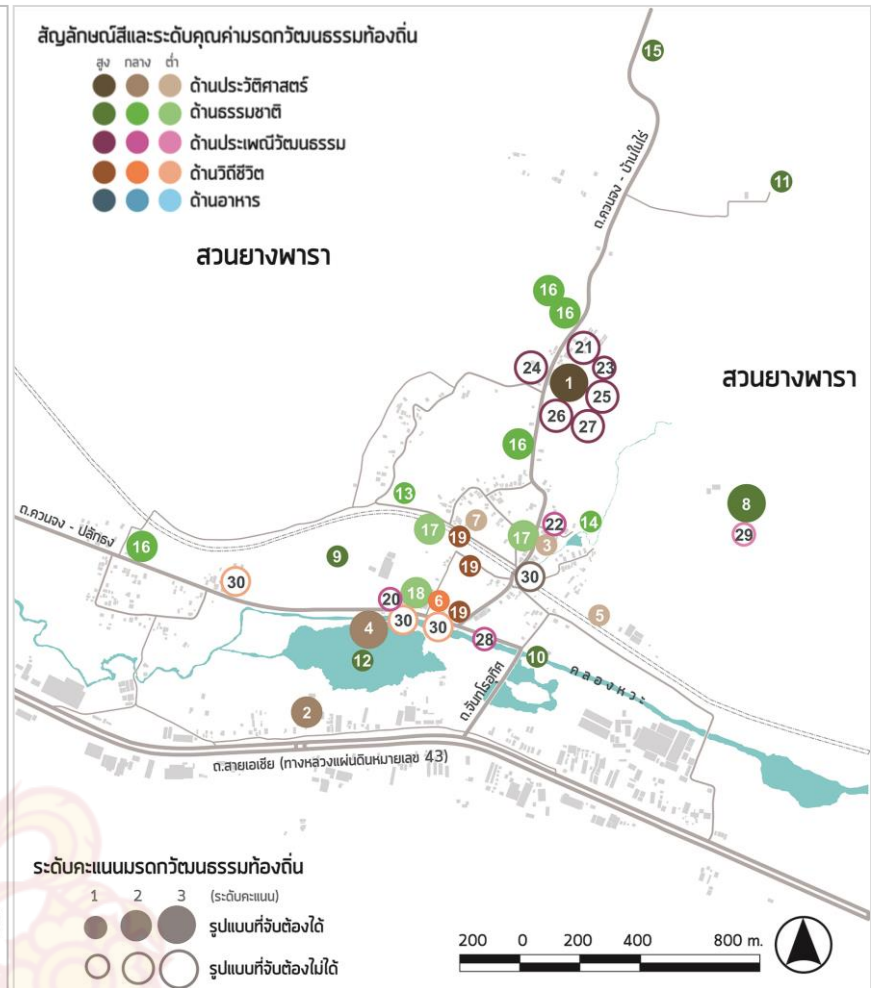 สัญลักษณ์สีและระดับคุณค่ามรดกวัฒนธรรมท้องถิ่น
สูง กลาง ต่ำ
ด้านประวัติศาสตร์
ด้านธรรมชาติ
ด้านประเพณีวัฒนธรรม
ด้านวิถีชีวิต
ด้านอาหาร
15
ถ.ควนจง - บ้านในไร่
11
สวนยางพารา
16
16
21
24
23
1
สวนยางพารา
25
26
27
16
13
8
7
22
14
17
17
29
ถ.ควนจง - ปลักธง
16
19
3
9
19
30
30
18
20
6
19
5
30
30
4
28
12
10
คลองหวะ
ถ.จันทโรอุทิศ
2
ถ.สายเอเชีย (ทางหลวงแผ่นดินหมายเลข 43)
ระดับคะแนนมรดกวัฒนธรรมท้องถิ่น
1 2 3 (ระดับคะแนน)
รูปแบบที่จับต้องได้
รูปแบบที่จับต้องไม่ได้
200 0 200 400 800 m.